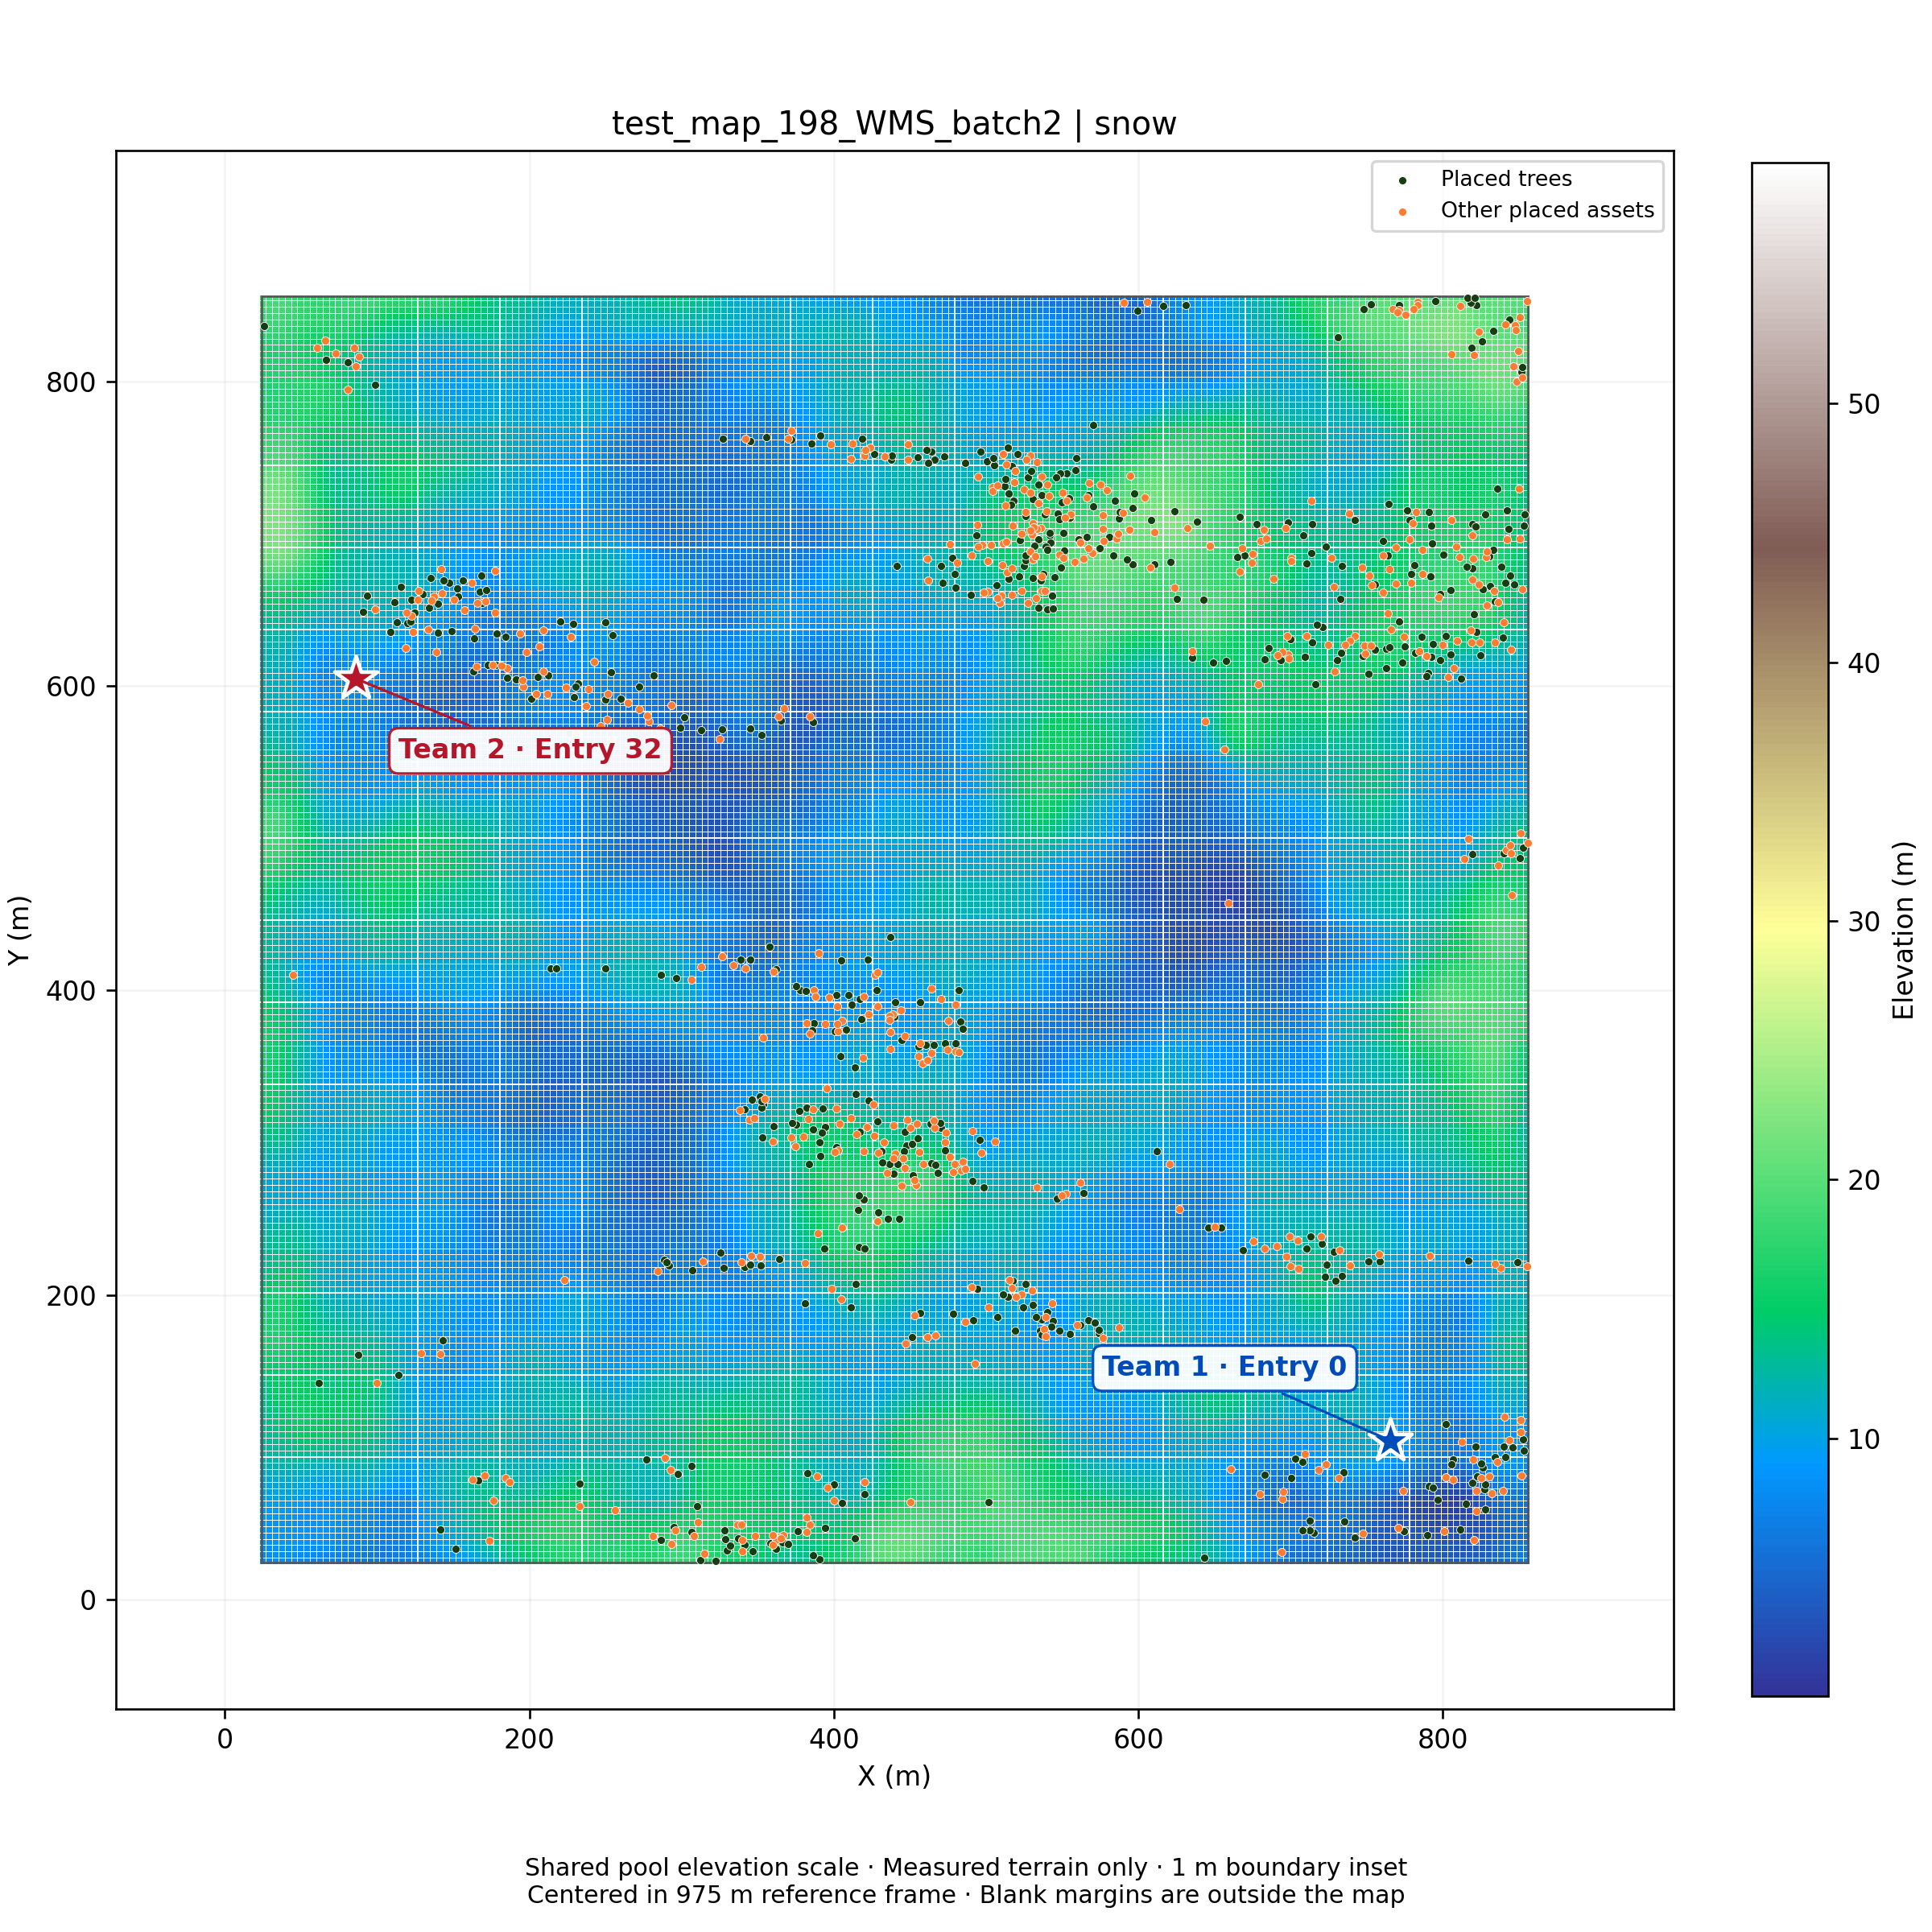 test_map_198_WMS_batch2 | snow
Placed trees
Other placed assets
Team 2 · Entry 32
Team 1 · Entry 0
800
600
400
200
0
Y (m)
0
200
400
600
800
X (m)
50
40
30
20
10
Elevation (m)
Shared pool elevation scale · Measured terrain only · 1 m boundary inset
Centered in 975 m reference frame · Blank margins are outside the map